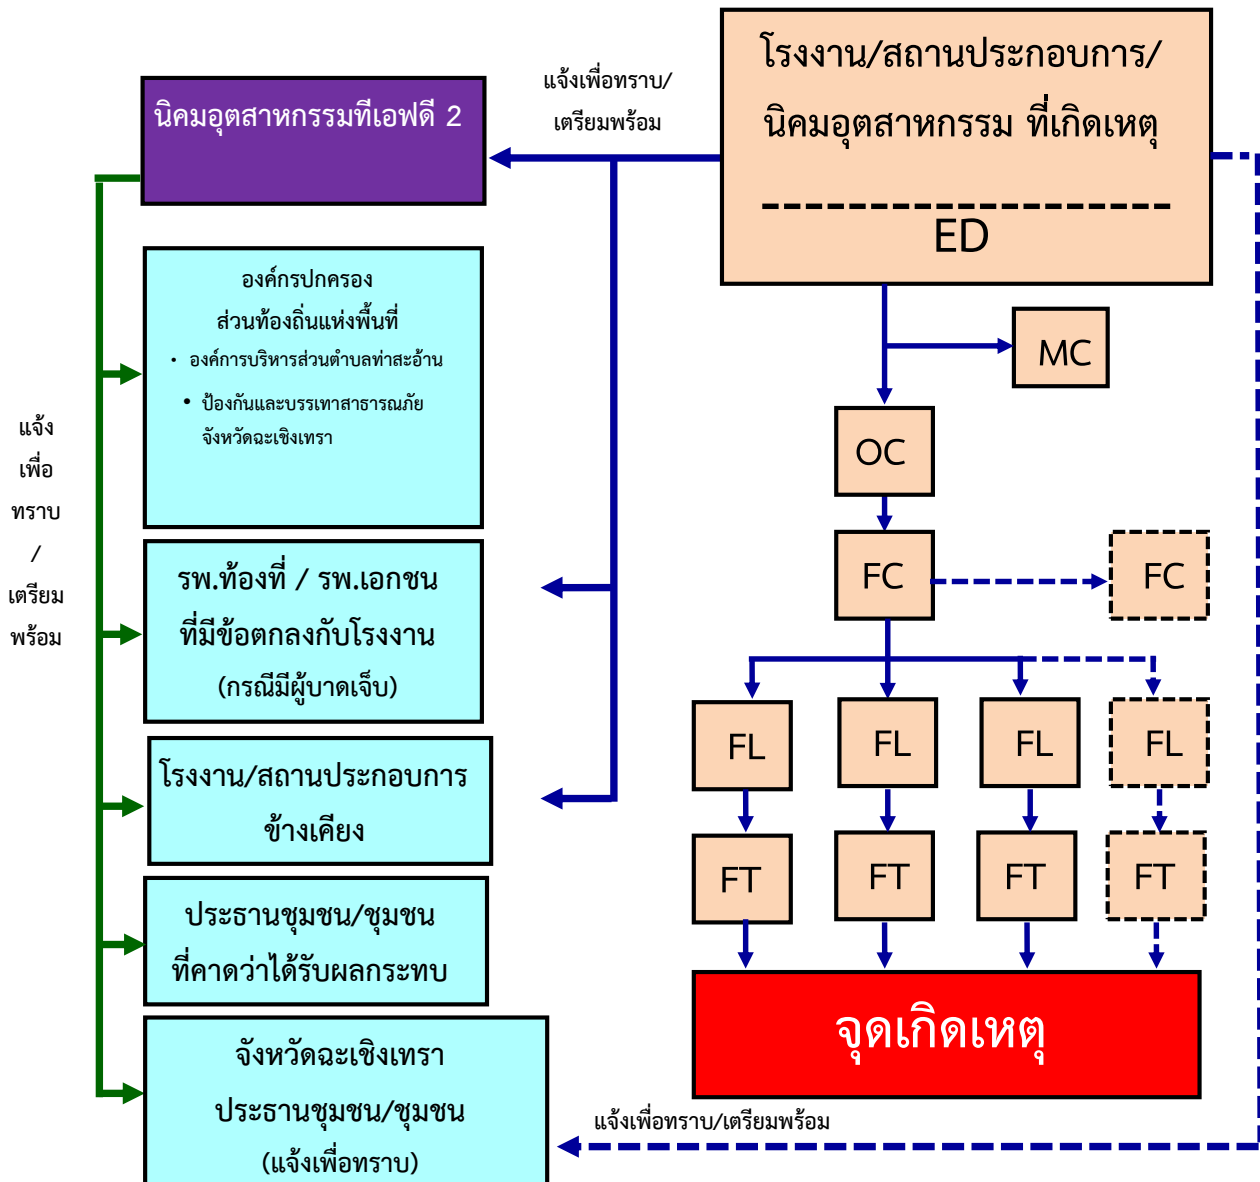 โรงงาน/สถานประกอบการ/
นิคมอุตสาหกรรม ที่เกิดเหตุ
ED
แจ้งเพื่อทราบ/
เตรียมพร้อม
นิคมอุตสาหกรรมทีเอฟดี 2
องค์กรปกครอง
ส่วนท้องถิ่นแห่งพื้นที่
• องค์การบริหารส่วนตำบลท่าสะอ้าน
• ป้องกันและบรรเทาสาธารณภัย
จังหวัดฉะเชิงเทรา
แจ้ง
เพื่อ
ทราบ
/
เตรียม
พร้อม
รพ.ท้องที่ / รพ.เอกชน
ที่มีข้อตกลงกับโรงงาน
(กรณีมีผู้บาดเจ็บ)
โรงงาน/สถานประกอบการ
ข้างเคียง
ประธานชุมชน/ชุมชน
ที่คาดว่าได้รับผลกระทบ
จังหวัดฉะเชิงเทรา
ประธานชุมชน/ชุมชน
(แจ้งเพื่อทราบ)
MC
OC
FC
FC
FL
FL
FL
FL
FT
FT
FT
FT
จุดเกิดเหตุ
แจ้งเพื่อทราบ/เตรียมพร้อม